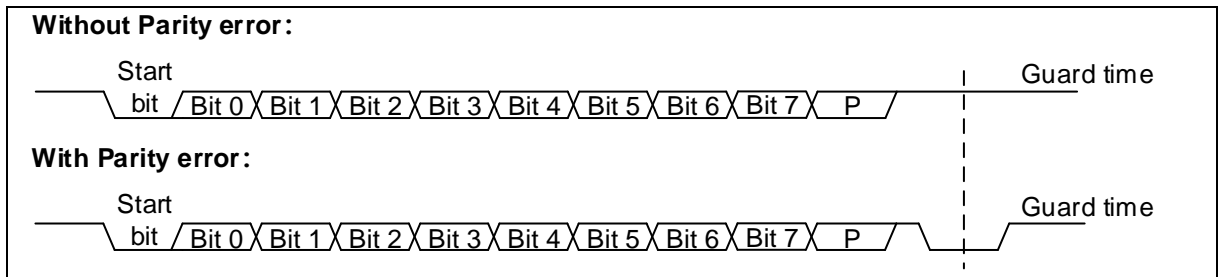 Without Parity error:
Start Guard time
bit Bit 0 Bit 1 Bit 2 Bit 3 Bit 4 Bit 5 Bit 6 Bit 7 P
With Parity error:
Start Guard time
bit Bit 0 Bit 1 Bit 2 Bit 3 Bit 4 Bit 5 Bit 6 Bit 7 P